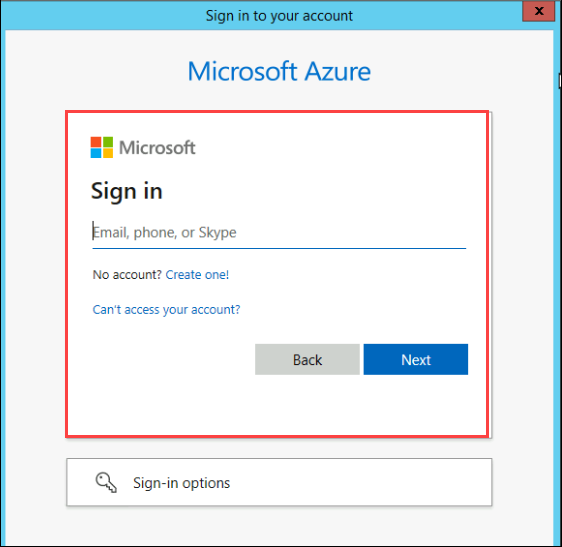 Sign in to your account
x
Microsoft Azure
Microsoft
Sign in
Email, phone, or Skype
No account? Create one!
Can't access your account?
Back Next
Sign-in options